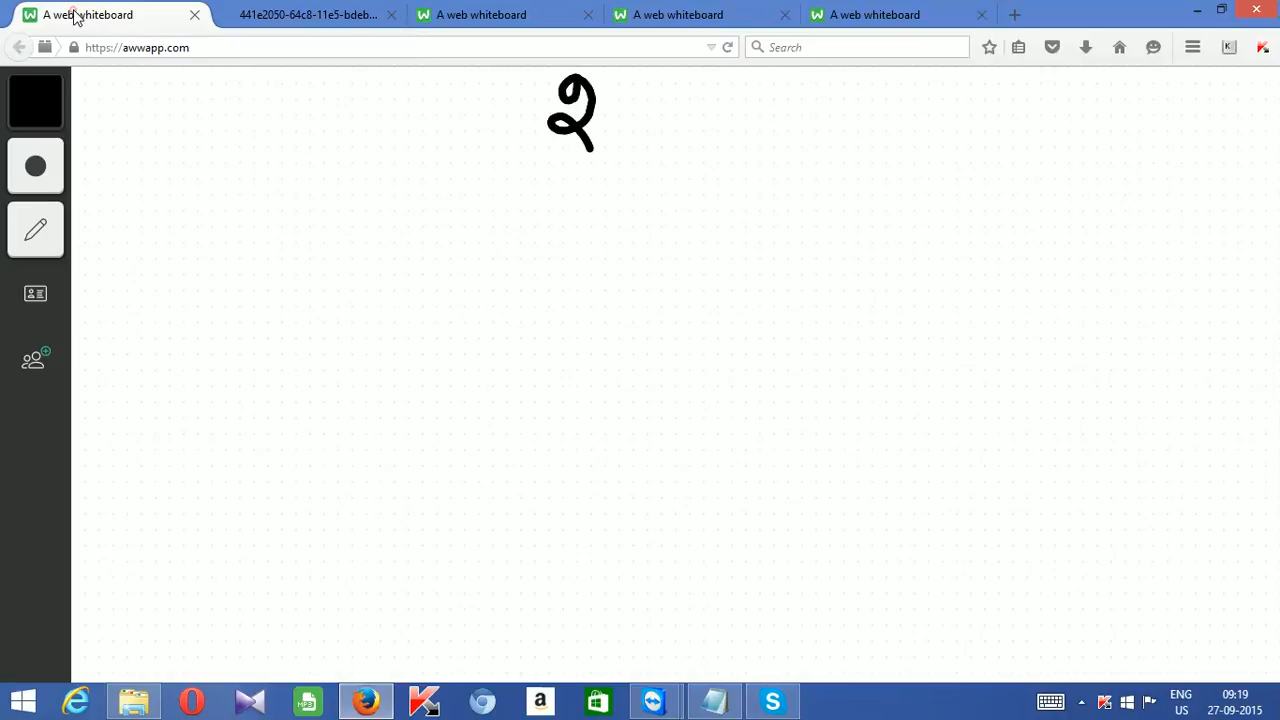 A web whiteboard
441e2050-64c8-11e5-bdeb...
A web whiteboard
A web whiteboard
A web whiteboard
https://awwapp.com
Search
K
MP3
a
S
ENG
US
09:19
27-09-2015